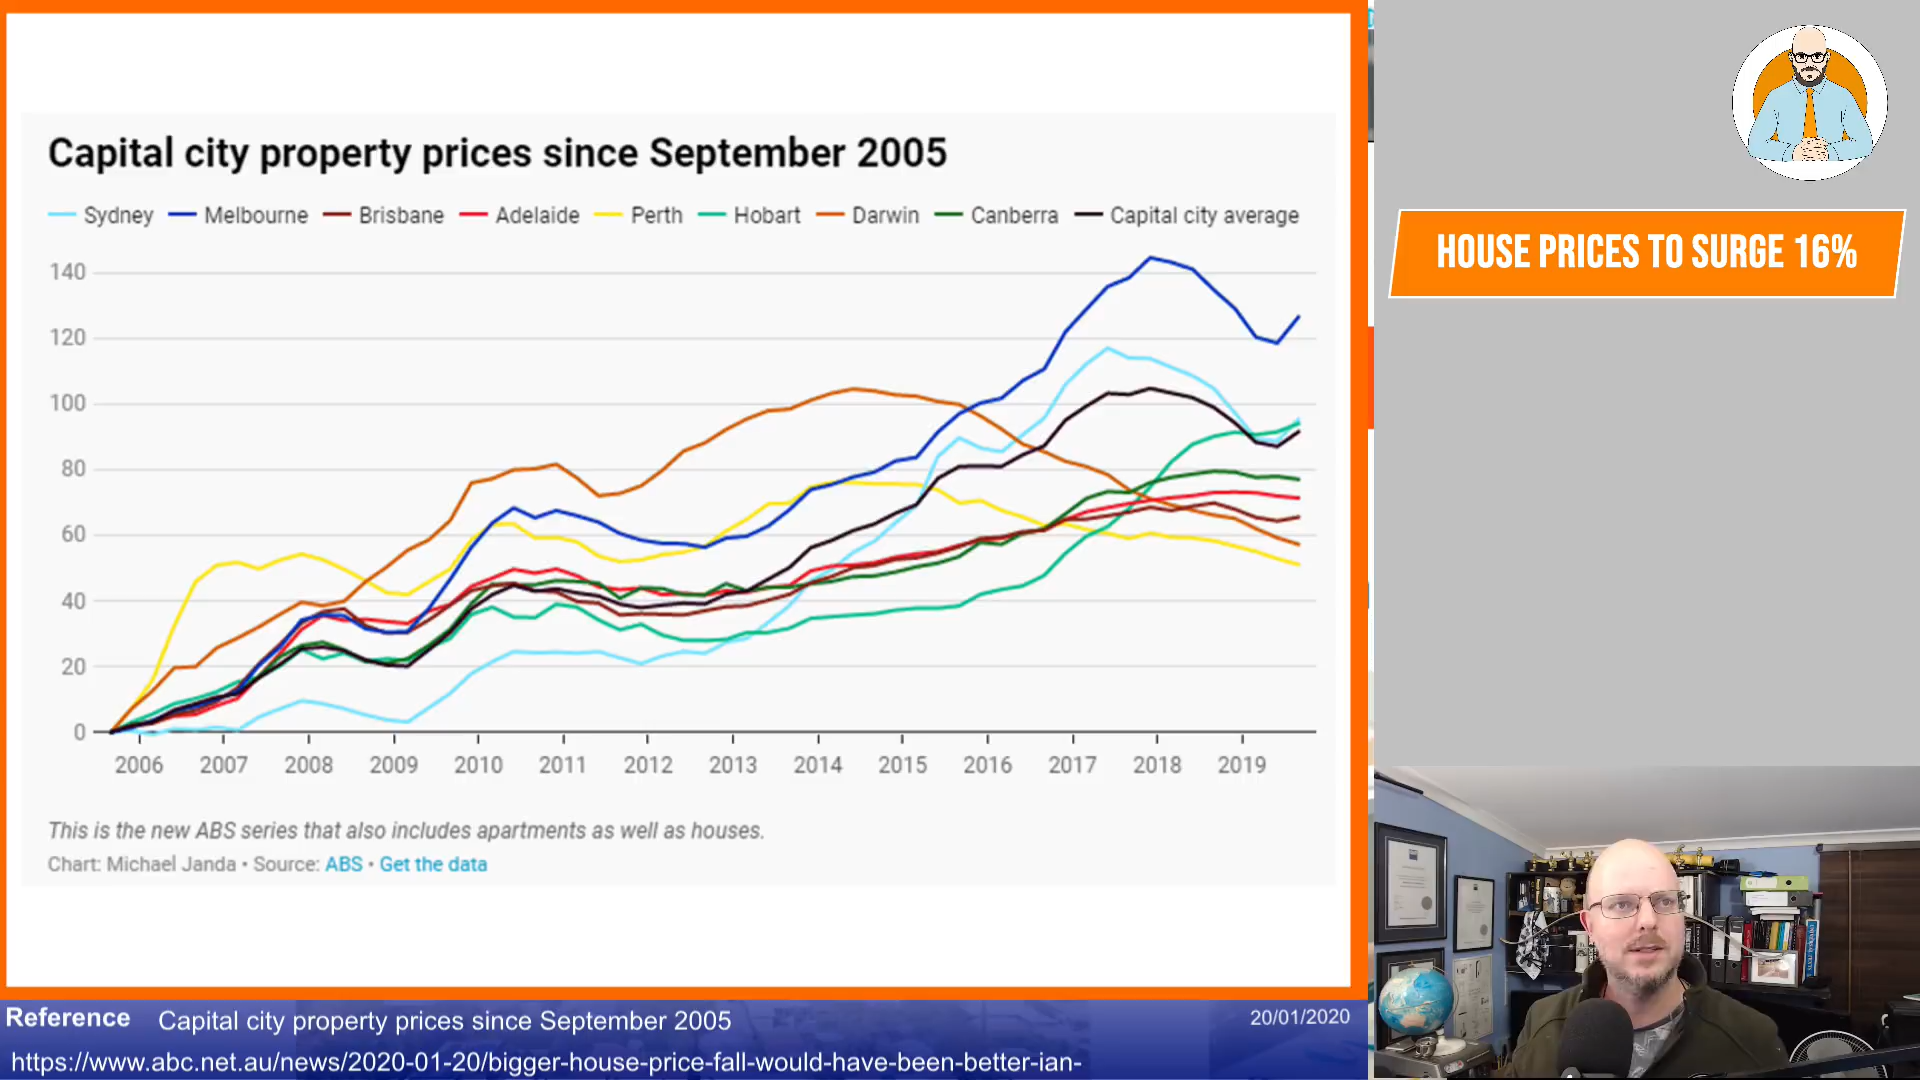 Capital city property prices since September 2005
Sydney Melbourne Brisbane Adelaide Perth Hobart Darwin Canberra Capital city average
140
120
100
80
60
40
20
0
2006 2007 2008 2009 2010 2011 2012 2013 2014 2015 2016 2017 2018 2019
This is the new ABS series that also includes apartments as well as houses.
Chart: Michael Janda • Source: ABS • Get the data
HOUSE PRICES TO SURGE 16%
Reference Capital city property prices since September 2005 20/01/2020
https://www.abc.net.au/news/2020-01-20/bigger-house-price-fall-would-have-been-better-ian-